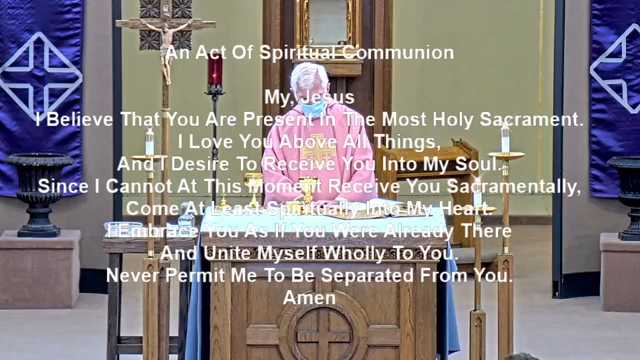 An Act Of Spiritual Communion
My, Jesus
I Believe That You Are Present In The Most Holy Sacrament.
I Love You Above All Things,
And I Desire To Receive You Into My Soul..
Since I Cannot At This Moment Receive You Sacramentally,
Come At Least Spiritually Into My Heart.
I Embrace You As If You Were Already There
And Unite Myself Wholly To You.
Never Permit Me To Be Separated From You.
Amen